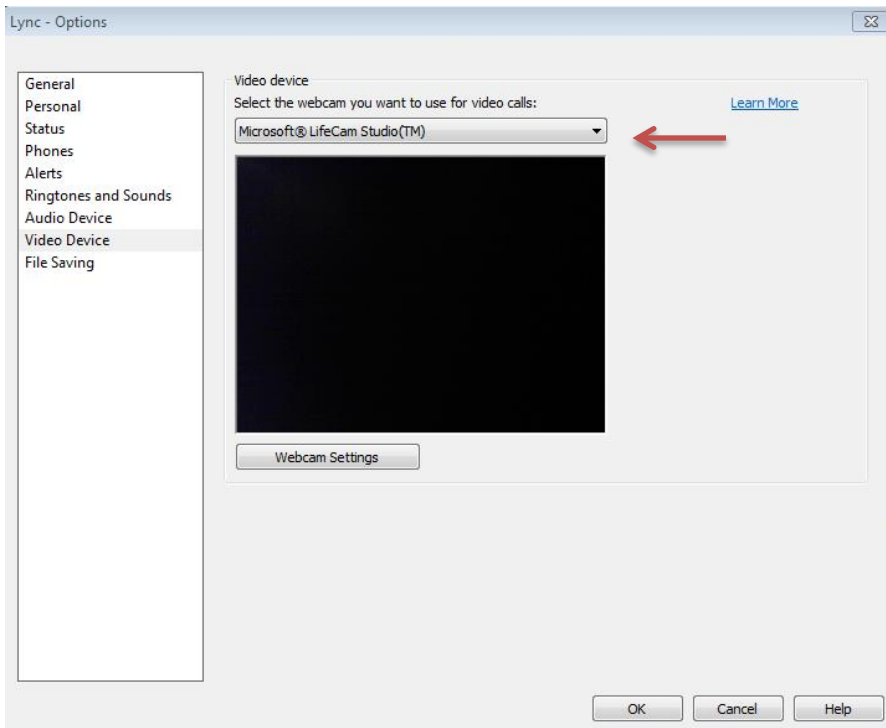 Lync - Options
General
Personal
Status
Phones
Alerts
Ringtones and Sounds
Audio Device
Video Device
File Saving
Video device
Select the webcam you want to use for video calls:
Learn More
Microsoft® LifeCam Studio(TM)
Webcam Settings
OK
Cancel
Help